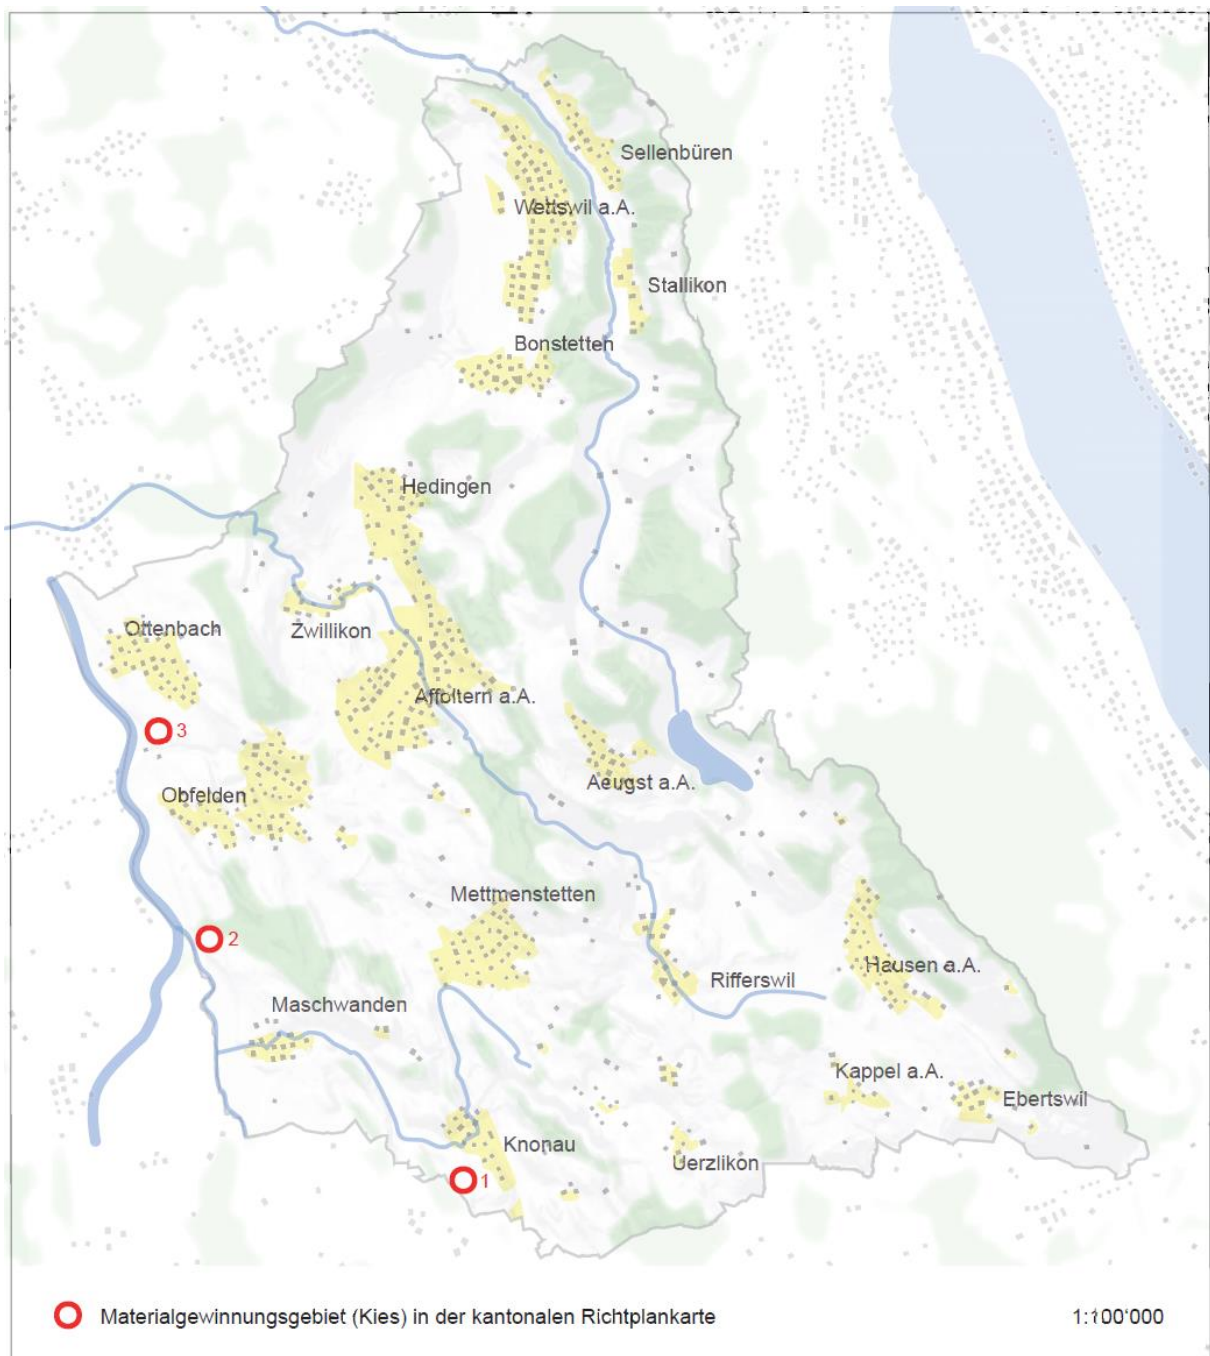 Sellenbüren
Wettswil a.A.
Stallikon
Bonstetten
Hedingen
Ottenbach
Zwillikon
Affoltern a.A.
3
Aeugst a.A.
Obfelden
Mettmenstetten
2
Hausen a.A.
Rifferswil
Maschwanden
Kappel a.A.
Ebertswil
Knonau
Uerzlikon
1
Materialgewinnungsgebiet (Kies) in der kantonalen Richtplankarte 1:100'000